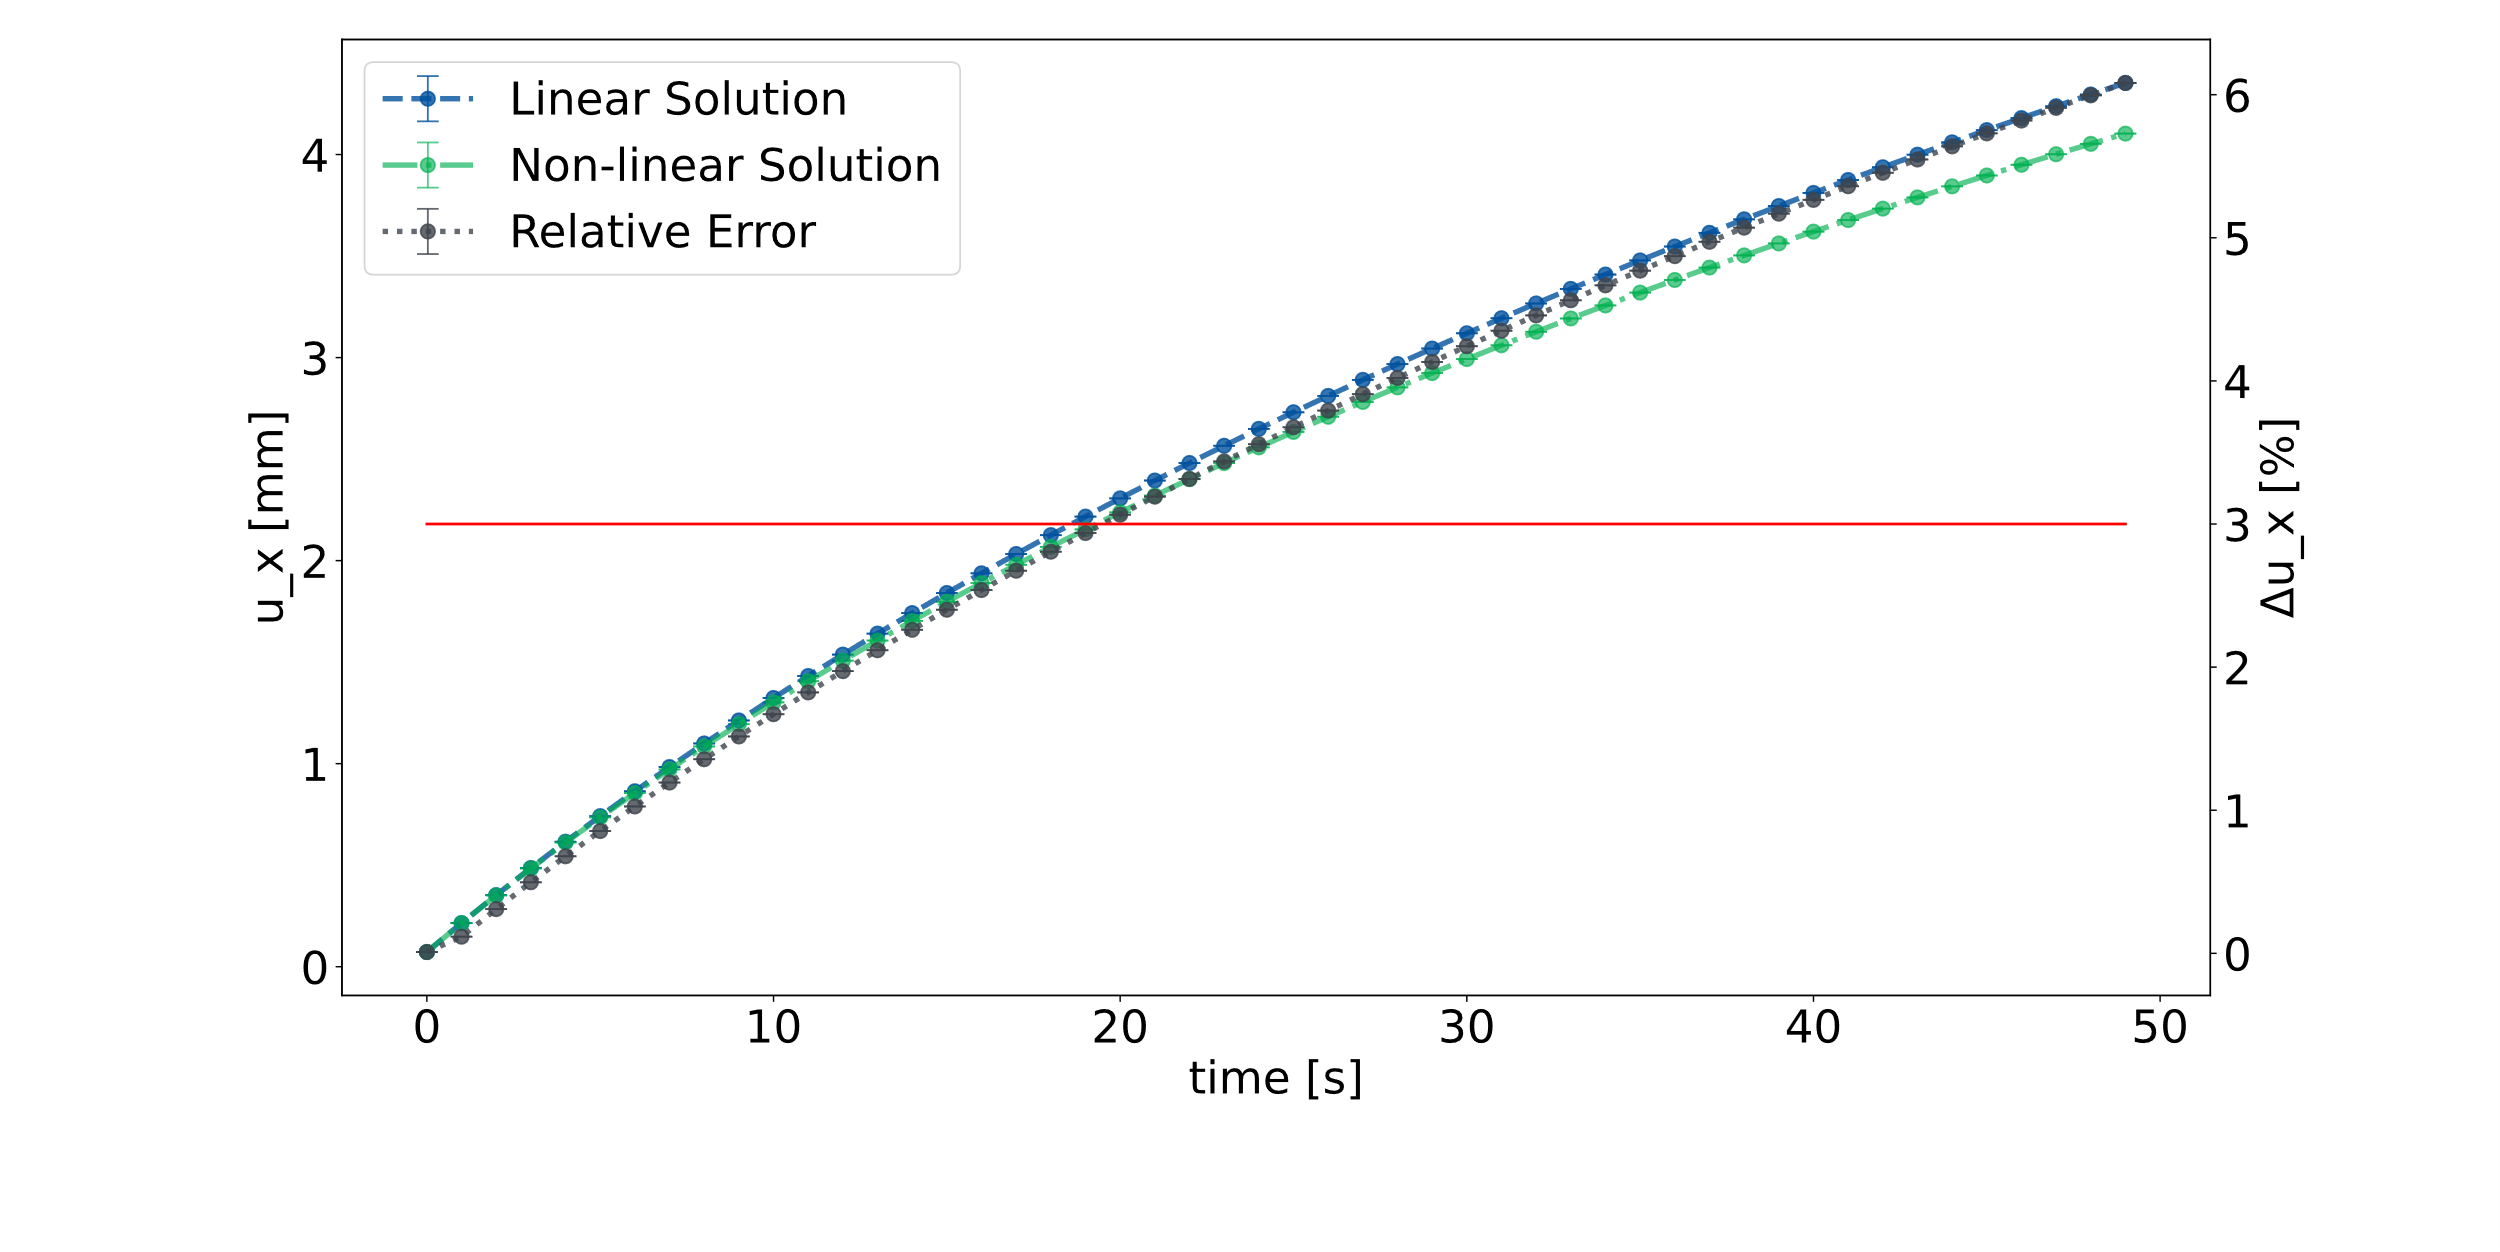 Linear Solution
Non-linear Solution
Relative Error
u_x [mm]
4
3
2
1
0
6
5
4
3
2
1
0
Δu_x [%]
0 10 20 30 40 50
time [s]